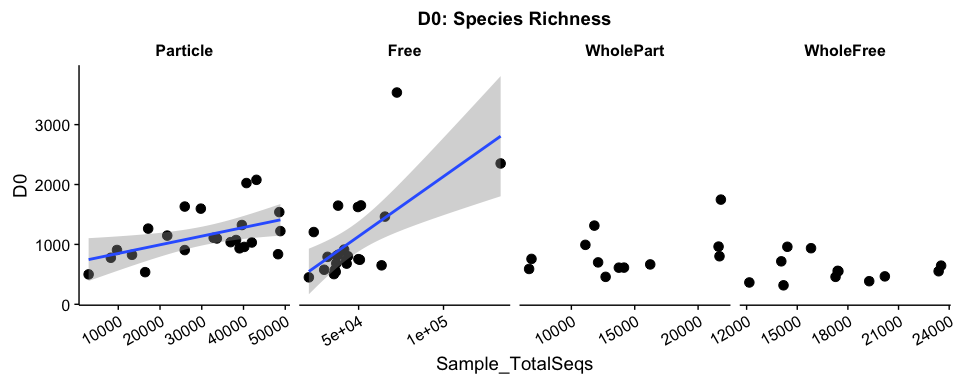 D0: Species Richness
Particle Free WholePart WholeFree
D0
3000
2000
1000
0
10000 20000 30000 40000 50000 5e+04 1e+05 10000 15000 20000 12000 15000 18000 21000 24000
Sample_TotalSeqs